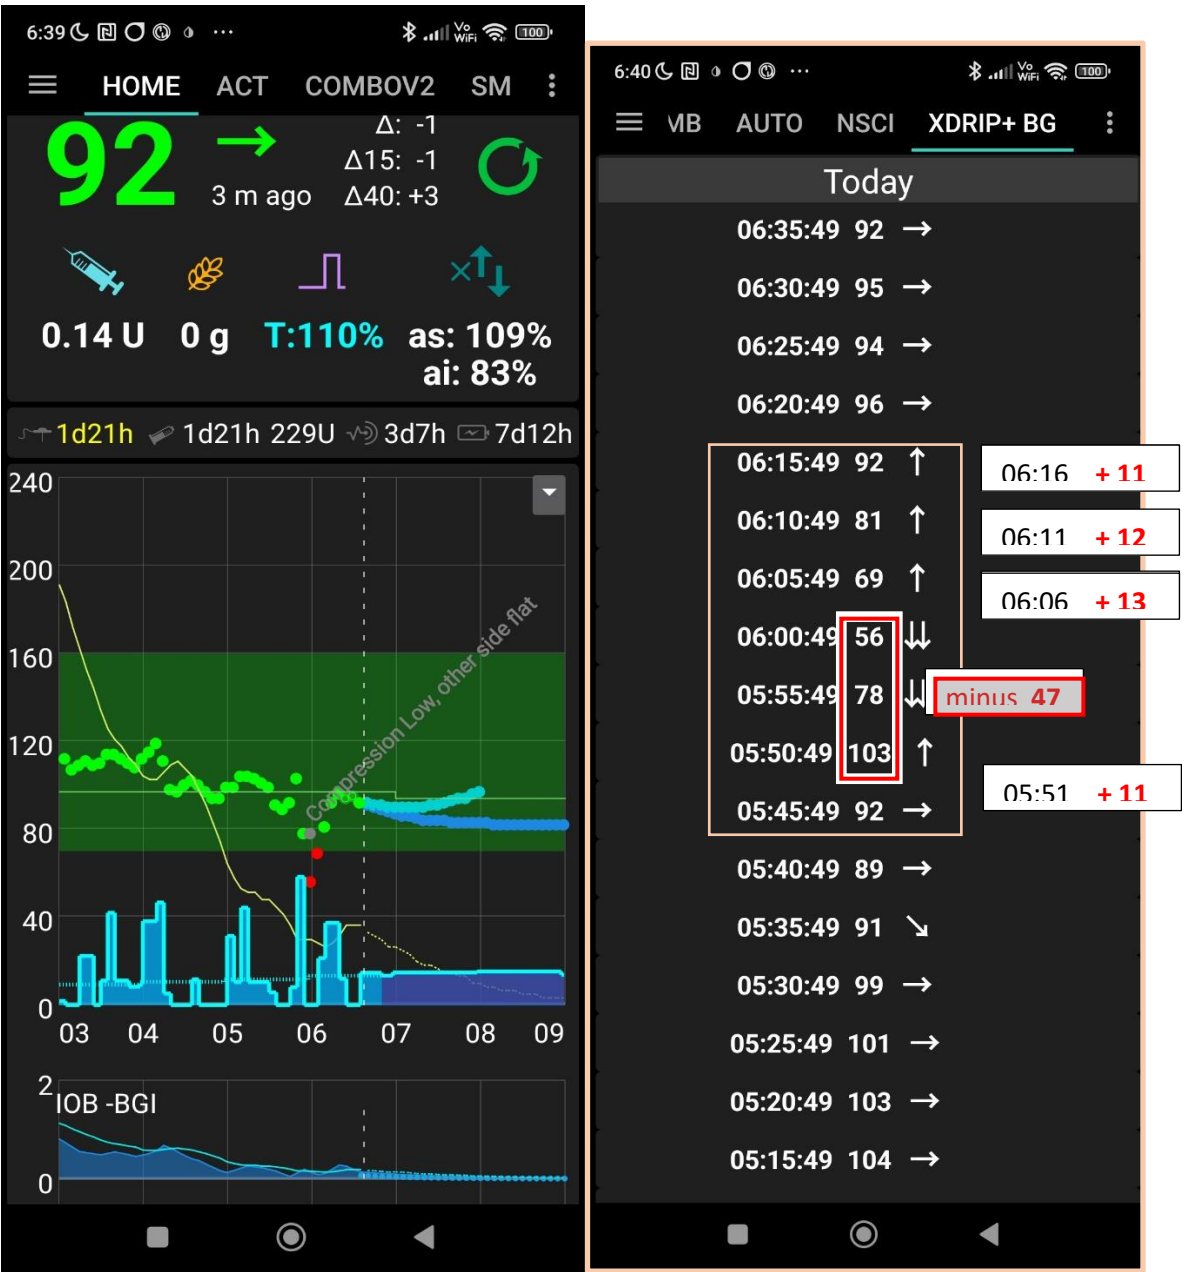 6:39 ... Vo WiFi 100
HOME ACT COMBOV2 SM
92 → Δ: -1
Δ15: -1
3 m ago Δ40: +3
0.14 U 0 g T:110% as: 109%
ai: 83%
1d21h 1d21h 229U 3d7h 7d12h
240
200
160
120
80
40
0
Compression Low, other side flat
03 04 05 06 07 08 09
2
IOB -BGI
0
6:40 ... Vo WiFi 100
MB AUTO NSCI XDRIP+ BG
Today
06:35:49 92 →
06:30:49 95 →
06:25:49 94 →
06:20:49 96 →
06:15:49 92 ↑ 06:16 + 11
06:10:49 81 ↑ 06:11 + 12
06:05:49 69 ↑ 06:06 + 13
06:00:49 56 ⇊
05:55:49 78 ⇊ minus 47
05:50:49 103 ↑
05:45:49 92 → 05:51 + 11
05:40:49 89 →
05:35:49 91 ↘
05:30:49 99 →
05:25:49 101 →
05:20:49 103 →
05:15:49 104 →